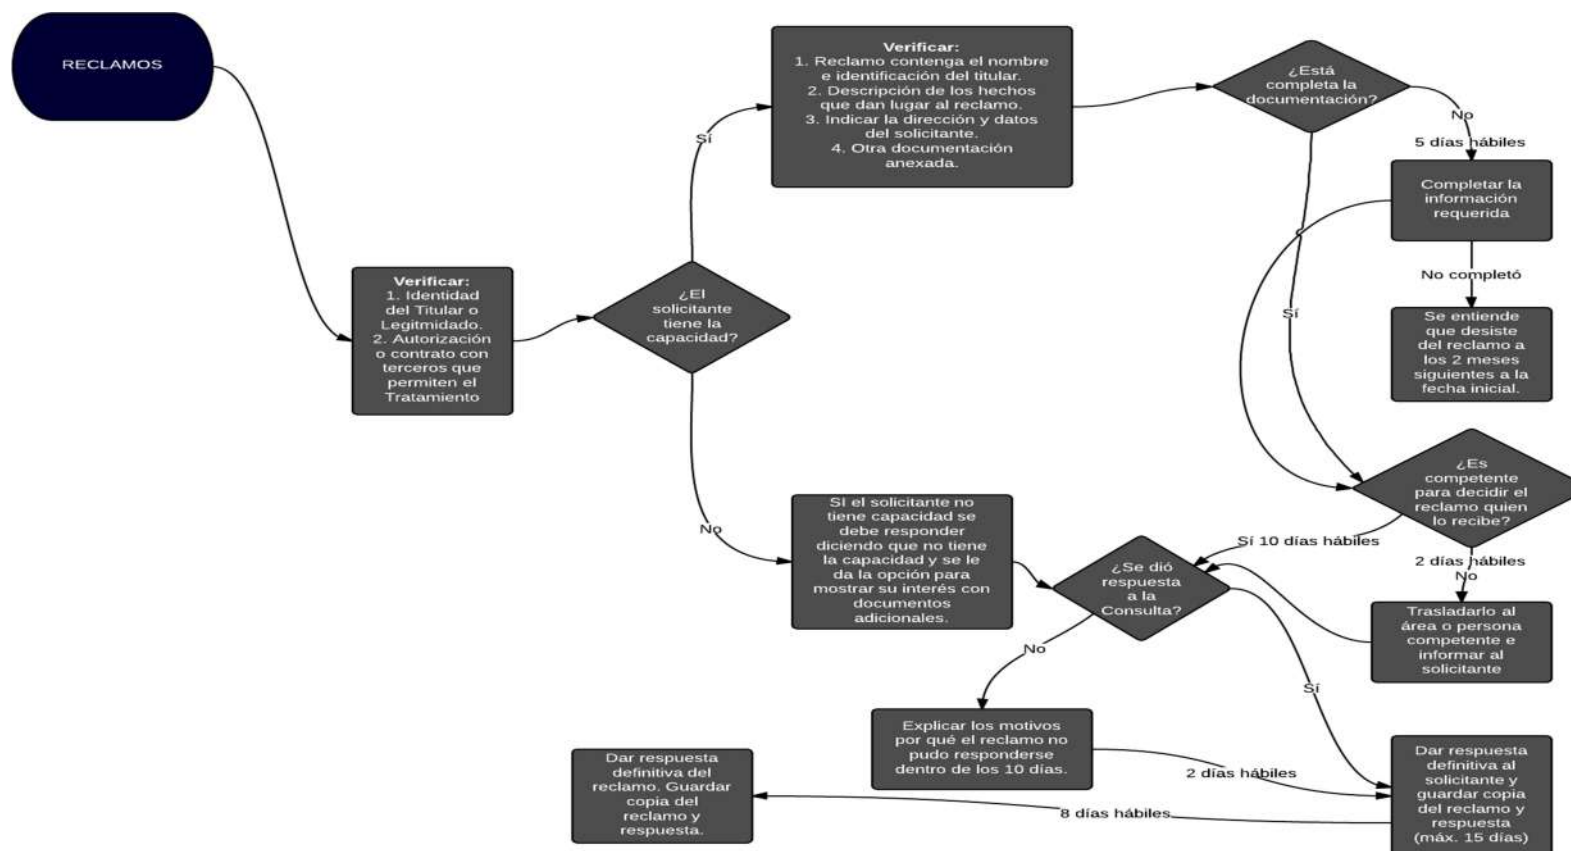 RECLAMOS
Verificar:
1. Identidad
del Titular o
Legitmidado.
2. Autorización
o contrato con
terceros que
permiten el
Tratamiento
¿El
solicitante
tiene la
capacidad?
Sí
Verificar:
1. Reclamo contenga el nombre
e identificación del titular.
2. Descripción de los hechos
que dan lugar al reclamo.
3. Indicar la dirección y datos
del solicitante.
4. Otra documentación
anexada.
¿Está
completa la
documentación?
No
5 días hábiles
Completar la
información
requerida
No completó
Se entiende
que desiste
del reclamo a
los 2 meses
siguientes a la
fecha inicial.
Sí
¿Es
competente
para decidir el
reclamo quien
lo recibe?
Sí 10 días hábiles
2 días hábiles
No
Trasladarlo al
área o persona
competente e
informar al
solicitante
No
SI el solicitante no
tiene capacidad se
debe responder
diciendo que no tiene
la capacidad y se le
da la opción para
mostrar su interés con
documentos
adicionales.
¿Se dió
respuesta
a la
Consulta?
No
Sí
Explicar los motivos
por qué el reclamo no
pudo responderse
dentro de los 10 días.
2 días hábiles
Dar respuesta
definitiva al
solicitante y
guardar copia
del reclamo y
respuesta
(máx. 15 días)
8 días hábiles
Dar respuesta
definitiva del
reclamo. Guardar
copia del
reclamo y
respuesta.